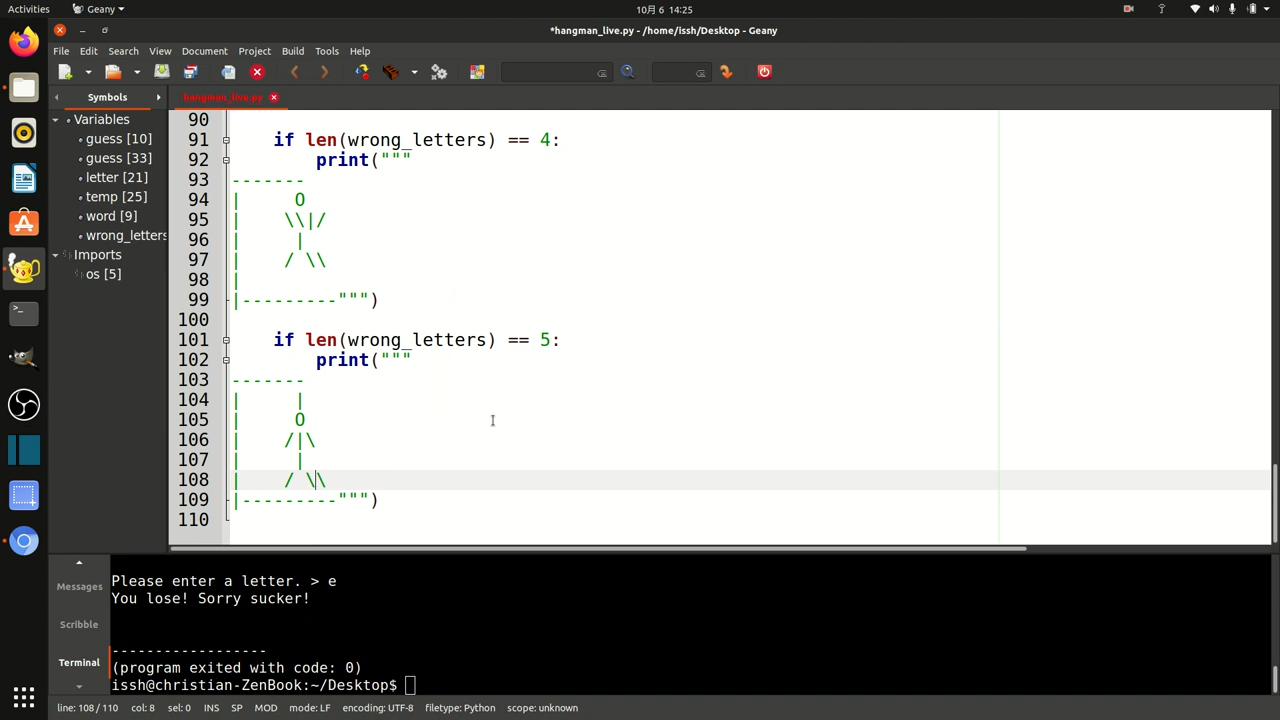 Activities
Geany
10月 6 14:25
*hangman_live.py - /home/issh/Desktop - Geany
File Edit Search View Document Project Build Tools Help
Symbols
hangman_live.py
Variables
guess [10]
guess [33]
letter [21]
temp [25]
word [9]
wrong_letters
Imports
os [5]
90
91     if len(wrong_letters) == 4:
92         print("""
93 -------
94 |     O
95 |    \\|/
96 |     |
97 |    / \\
98 |
99 |---------""")
100
101     if len(wrong_letters) == 5:
102         print("""
103 -------
104 |     |
105 |     O
106 |    /|\
107 |     |
108 |    / \\
109 |---------""")
110
Messages
Scribble
Terminal
Please enter a letter. > e
You lose! Sorry sucker!
------------------
(program exited with code: 0)
issh@christian-ZenBook:~/Desktop$
line: 108 / 110 col: 8 sel: 0 INS SP MOD mode: LF encoding: UTF-8 filetype: Python scope: unknown